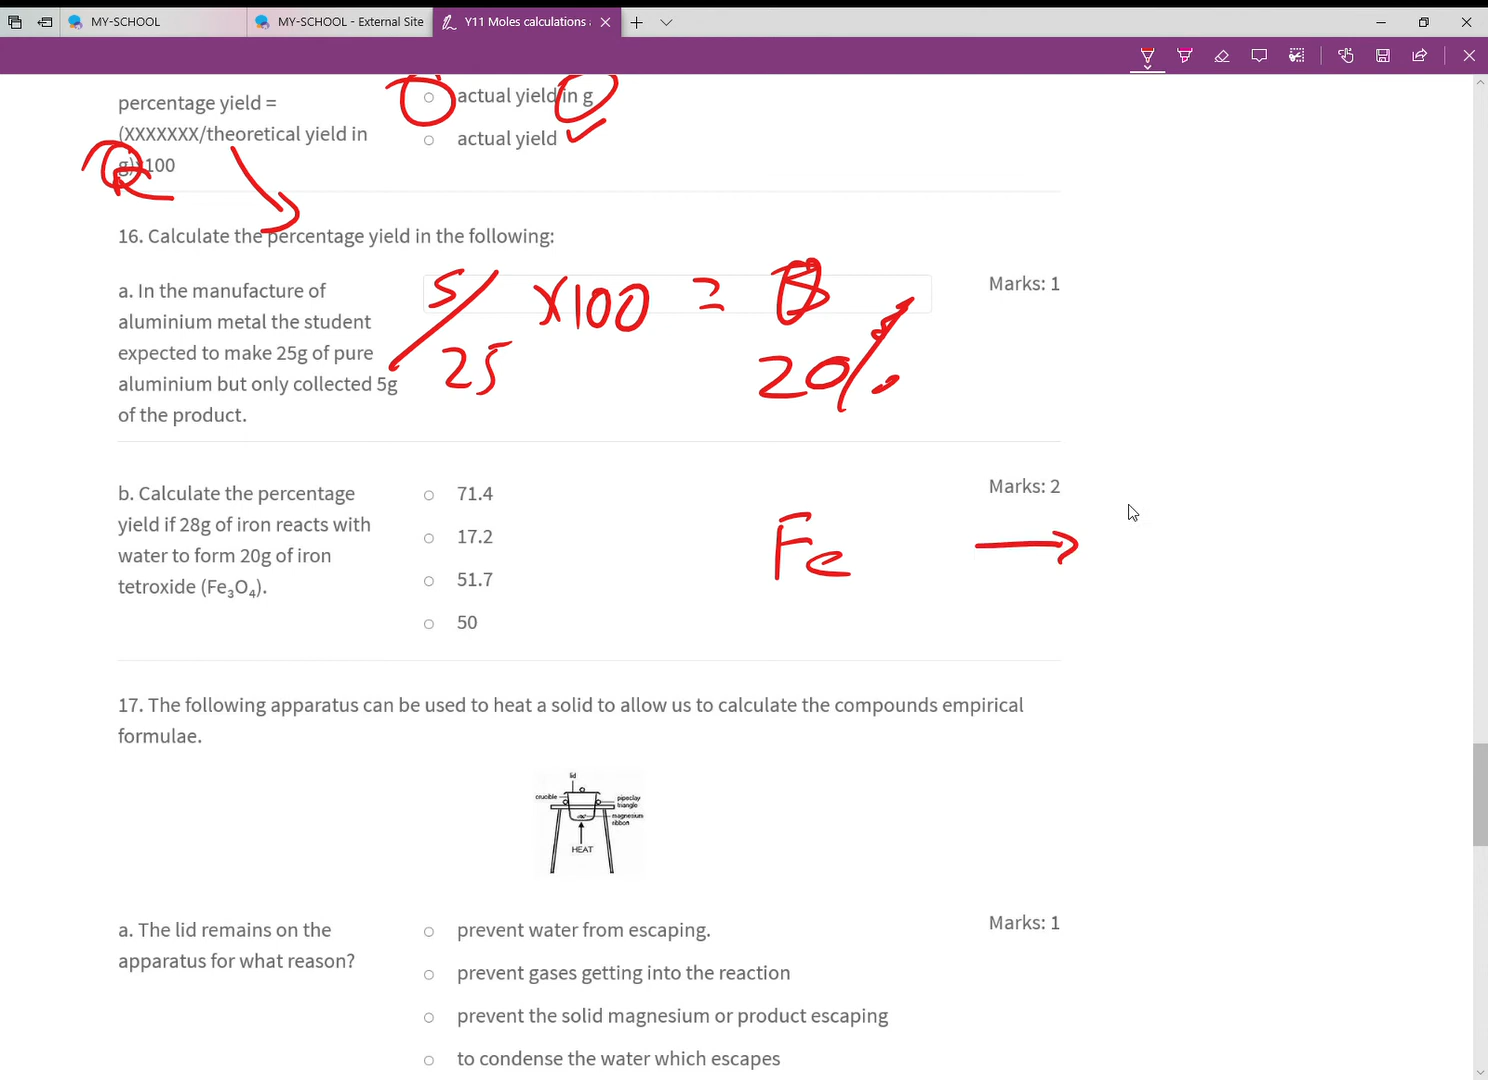 MY-SCHOOL
MY-SCHOOL - External Site
Y11 Moles calculations
percentage yield =
(XXXXXXX/theoretical yield in
g)x100
actual yield in g
actual yield
16. Calculate the percentage yield in the following:
a. In the manufacture of
aluminium metal the student
expected to make 25g of pure
aluminium but only collected 5g
of the product.
5/25 x100 =
20%
Marks: 1
b. Calculate the percentage
yield if 28g of iron reacts with
water to form 20g of iron
tetroxide (Fe₃O₄).
71.4
17.2
51.7
50
Fe →
Marks: 2
17. The following apparatus can be used to heat a solid to allow us to calculate the compounds empirical
formulae.
lid
crucible
pipeclay
triangle
magnesium
ribbon
HEAT
a. The lid remains on the
apparatus for what reason?
prevent water from escaping.
prevent gases getting into the reaction
prevent the solid magnesium or product escaping
to condense the water which escapes
Marks: 1